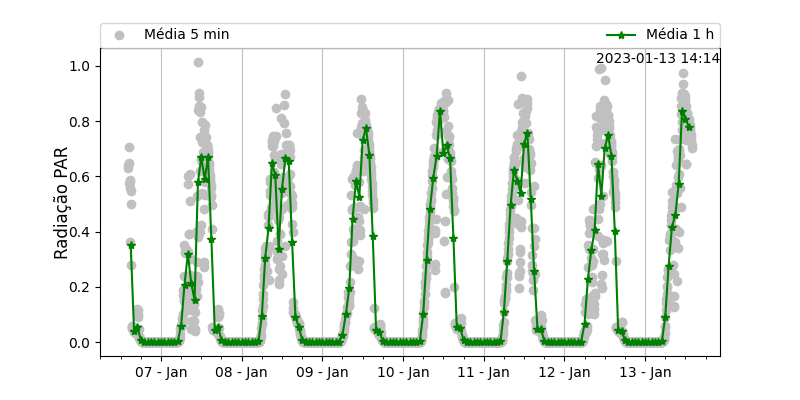 Média 5 min
Média 1 h
2023-01-13 14:14
1.0
0.8
0.6
0.4
0.2
0.0
Radiação PAR
07 - Jan
08 - Jan
09 - Jan
10 - Jan
11 - Jan
12 - Jan
13 - Jan